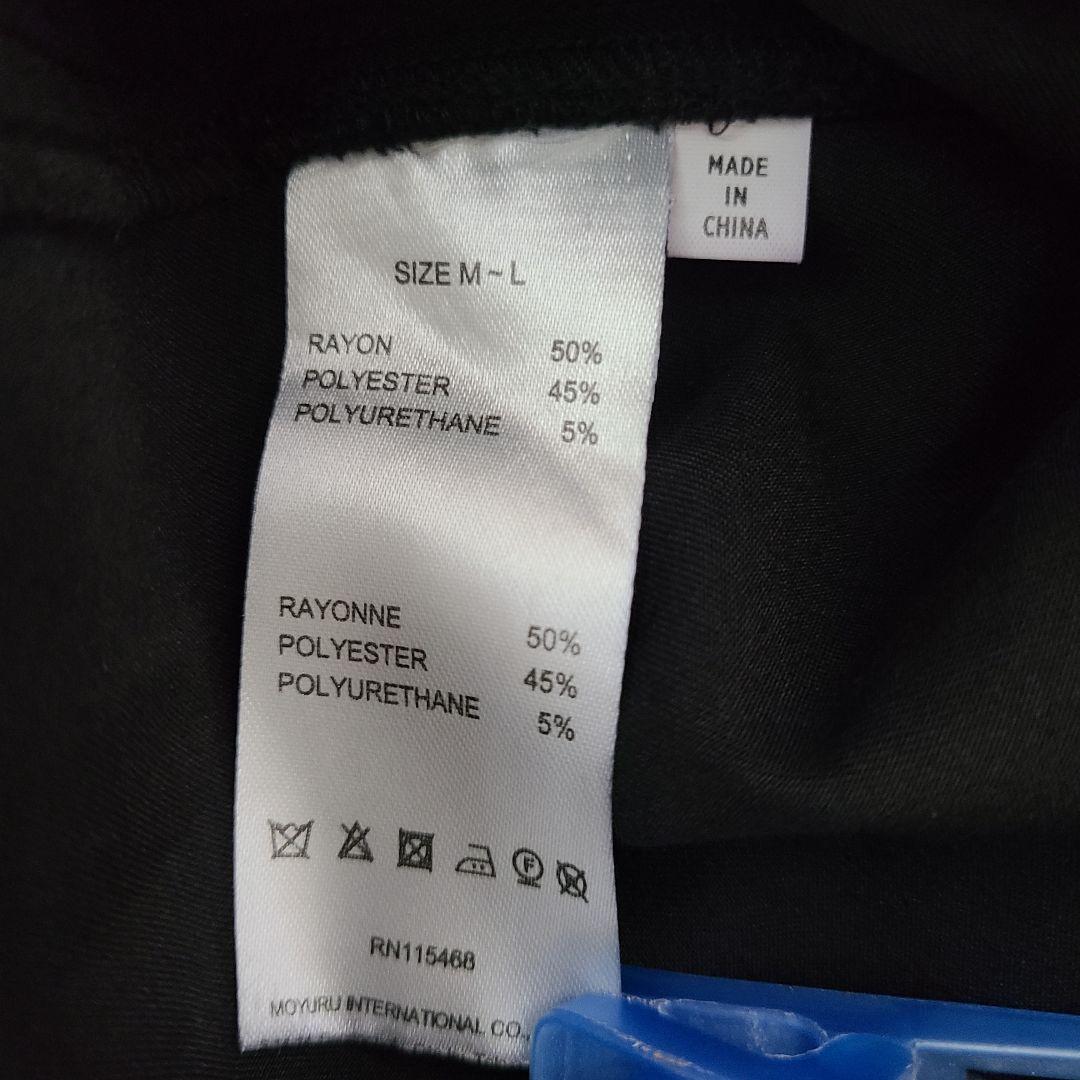 MADE
IN
CHINA
SIZE M ~ L
RAYON 50%
POLYESTER 45%
POLYURETHANE 5%
RAYONNE 50%
POLYESTER 45%
POLYURETHANE 5%
F
RN115468
MOYURU INTERNATIONAL CO.,